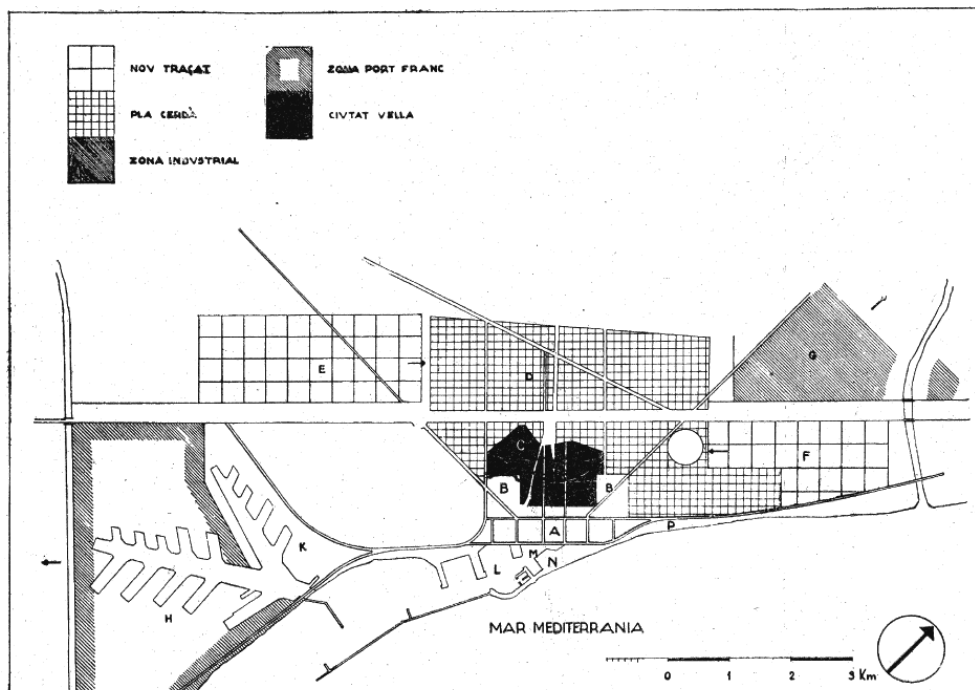 NOV TRAÇAT
PLA CERDÀ
ZONA INDVSTRIAL
ZONA PORT FRANC
CIVTAT VELLA
E
D
G
C
F
B
B
A
P
K
L
M
N
H
MAR MEDITERRANIA
0 1 2 3 Km